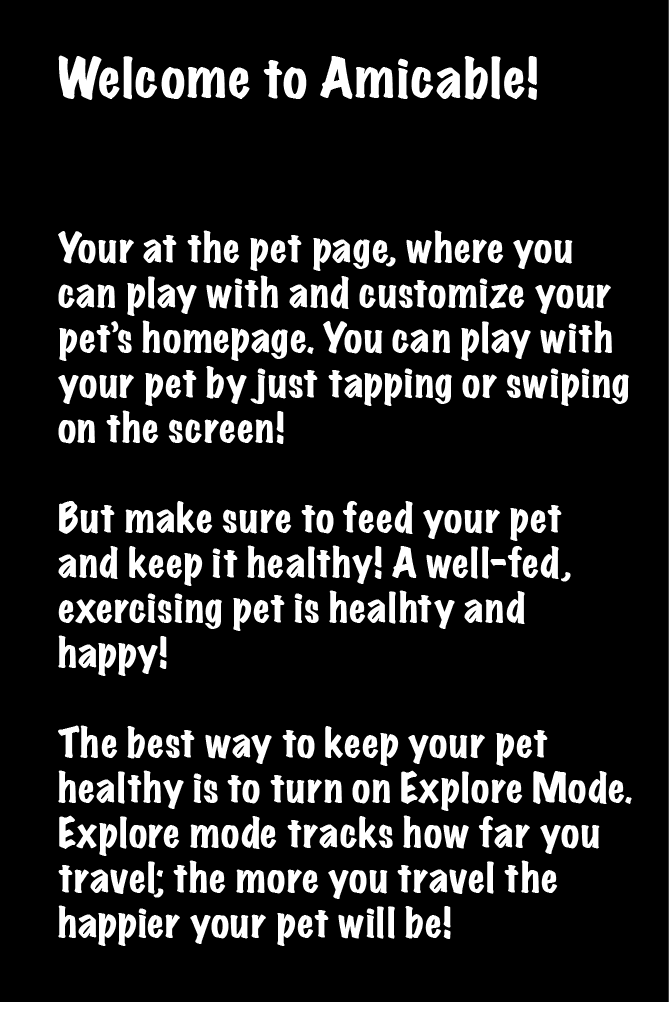 Welcome to Amicable!
Your at the pet page, where you
can play with and customize your
pet's homepage. You can play with
your pet by just tapping or swiping
on the screen!
But make sure to feed your pet
and keep it healthy! A well-fed,
exercising pet is healhty and
happy!
The best way to keep your pet
healthy is to turn on Explore Mode.
Explore mode tracks how far you
travel; the more you travel the
happier your pet will be!